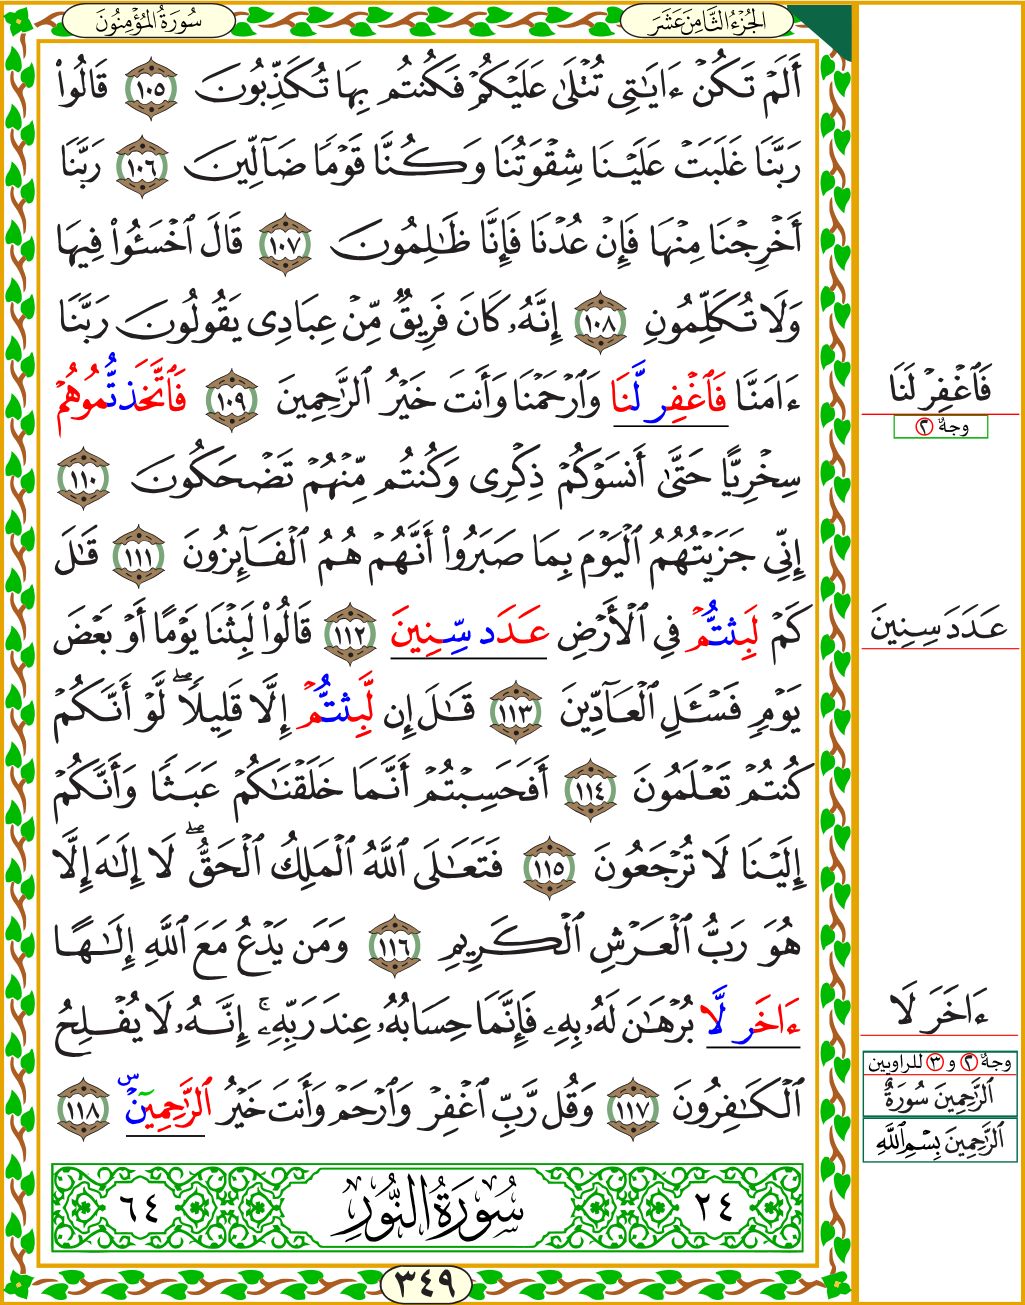 الجُزْءُ الثَّامِنَ عَشَرَ
سُورَةُ المُؤْمِنُونَ
أَلَمْ تَكُنْ ءَايَٰتِى تُتْلَىٰ عَلَيْكُمْ فَكُنتُم بِهَا تُكَذِّبُونَ ١٠٥ قَالُوا۟
رَبَّنَا غَلَبَتْ عَلَيْنَا شِقْوَتُنَا وَكُنَّا قَوْمًا ضَآلِّينَ ١٠٦ رَبَّنَا
أَخْرِجْنَا مِنْهَا فَإِنْ عُدْنَا فَإِنَّا ظَٰلِمُونَ ١٠٧ قَالَ ٱخْسَـُٔوا۟ فِيهَا
وَلَا تُكَلِّمُونِ ١٠٨ إِنَّهُۥ كَانَ فَرِيقٌ مِّنْ عِبَادِى يَقُولُونَ رَبَّنَا
ءَامَنَّا فَٱغْفِر لَّنَا وَٱرْحَمْنَا وَأَنتَ خَيْرُ ٱلرَّٰحِمِينَ ١٠٩ فَٱتَّخَذتُّمُوهُمْ
سِخْرِيًّا حَتَّىٰٓ أَنسَوْكُمْ ذِكْرِى وَكُنتُم مِّنْهُمْ تَضْحَكُونَ ١١٠
إِنِّى جَزَيْتُهُمُ ٱلْيَوْمَ بِمَا صَبَرُوٓا۟ أَنَّهُمْ هُمُ ٱلْفَآئِزُونَ ١١١ قَٰلَ
كَمْ لَبِثتُّمْ فِى ٱلْأَرْضِ عَدَد سِّنِينَ ١١٢ قَالُوا۟ لَبِثْنَا يَوْمًا أَوْ بَعْضَ
يَوْمٍ فَسْـَٔلِ ٱلْعَآدِّينَ ١١٣ قَٰلَ إِن لَّبِثتُّمْ إِلَّا قَلِيلًا ۖ لَّوْ أَنَّكُمْ
كُنتُمْ تَعْلَمُونَ ١١٤ أَفَحَسِبْتُمْ أَنَّمَا خَلَقْنَٰكُمْ عَبَثًا وَأَنَّكُمْ
إِلَيْنَا لَا تُرْجَعُونَ ١١٥ فَتَعَٰلَى ٱللَّهُ ٱلْمَلِكُ ٱلْحَقُّ ۖ لَآ إِلَٰهَ إِلَّا
هُوَ رَبُّ ٱلْعَرْشِ ٱلْكَرِيمِ ١١٦ وَمَن يَدْعُ مَعَ ٱللَّهِ إِلَٰهًا
ءَاخَر لَّا بُرْهَٰنَ لَهُۥ بِهِۦ فَإِنَّمَا حِسَابُهُۥ عِندَ رَبِّهِۦٓ ۚ إِنَّهُۥ لَا يُفْلِحُ
ٱلْكَٰفِرُونَ ١١٧ وَقُل رَّبِّ ٱغْفِرْ وَٱرْحَمْ وَأَنتَ خَيْرُ ٱلرَّٰحِمِينَ ١١٨
٢٤ سُورَةُ النُّورِ ٦٤
٣٤٩
فَٱغْفِرْ لَنَا
وجهٌ ٢
عَدَدَ سِنِينَ
ءَاخَرَ لَا
وجهٌ ٢ و ٣ للراويين
ٱلرَّٰحِمِينَ سُورَةٌ
ٱلرَّٰحِمِينَ بِسْمِ ٱللَّهِ